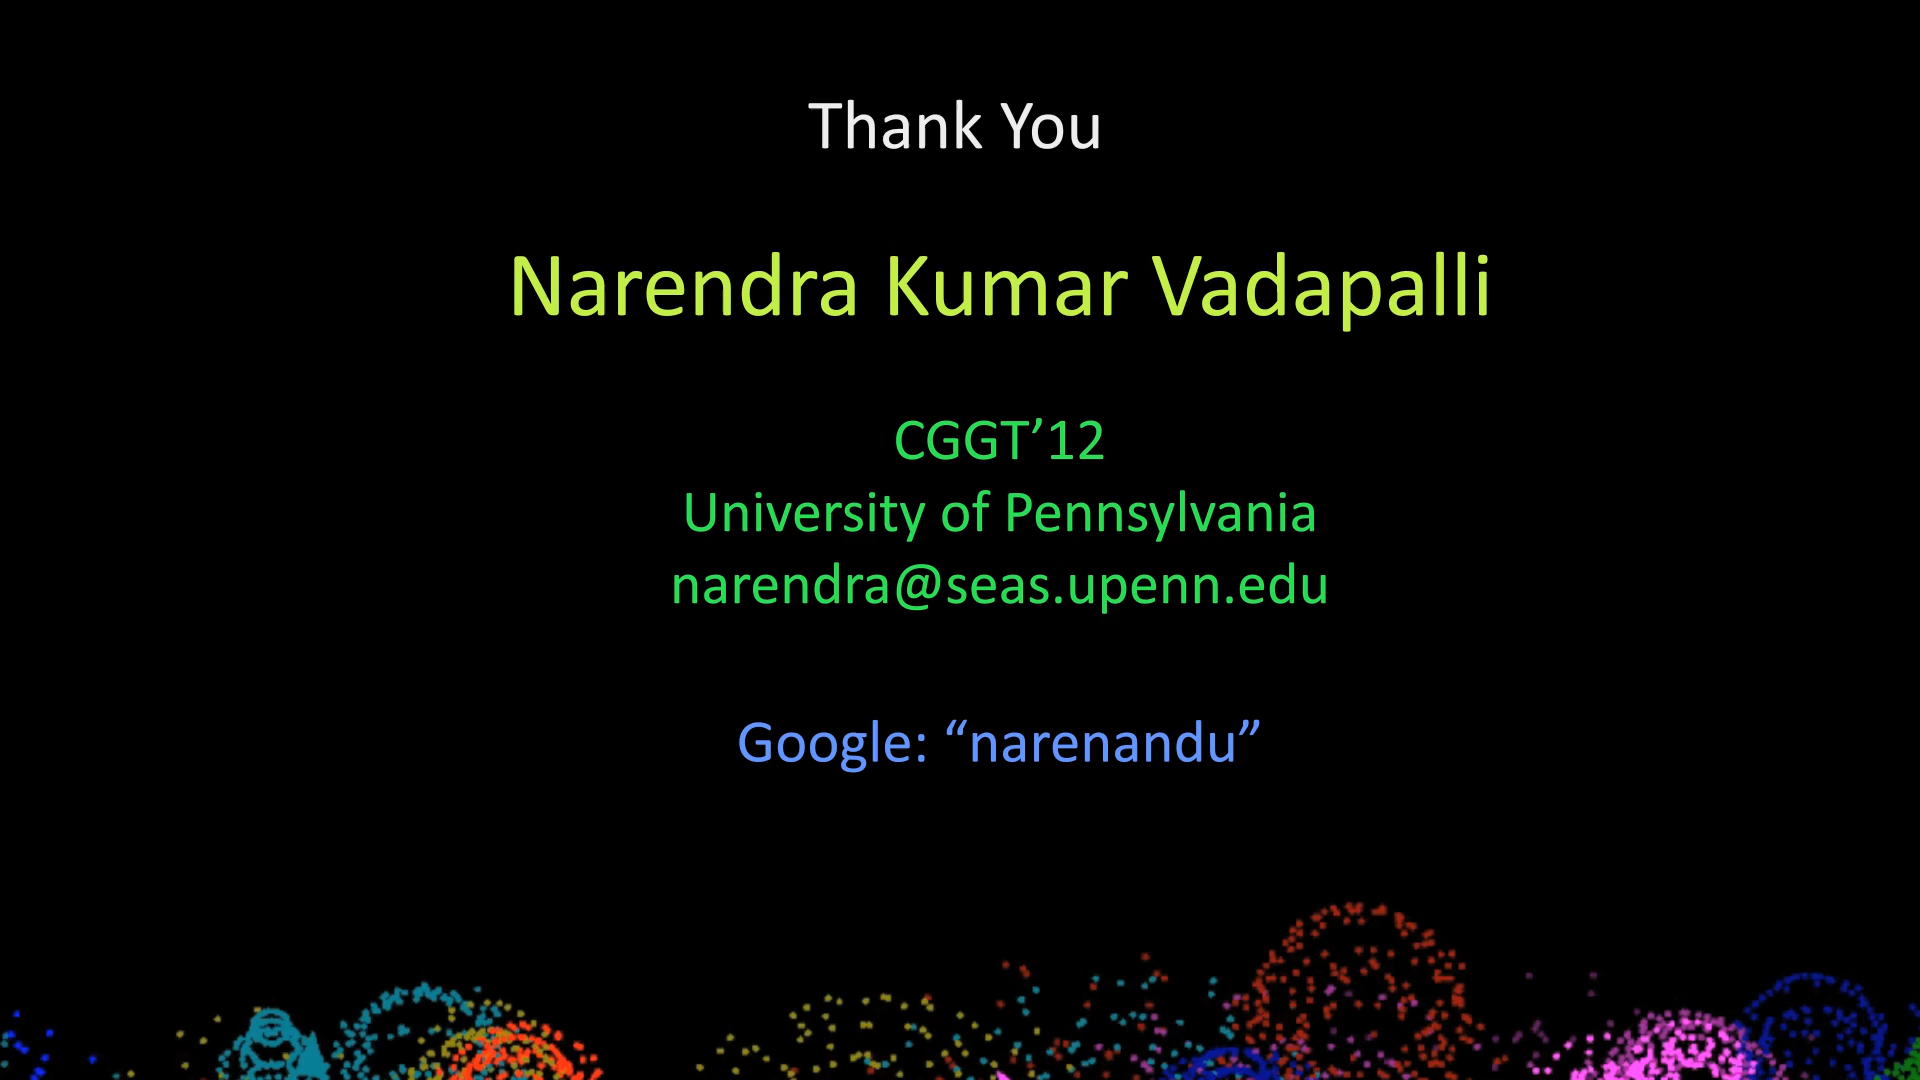 Thank You
Narendra Kumar Vadapalli
CGGT’12
University of Pennsylvania
narendra@seas.upenn.edu
Google: “narenandu”